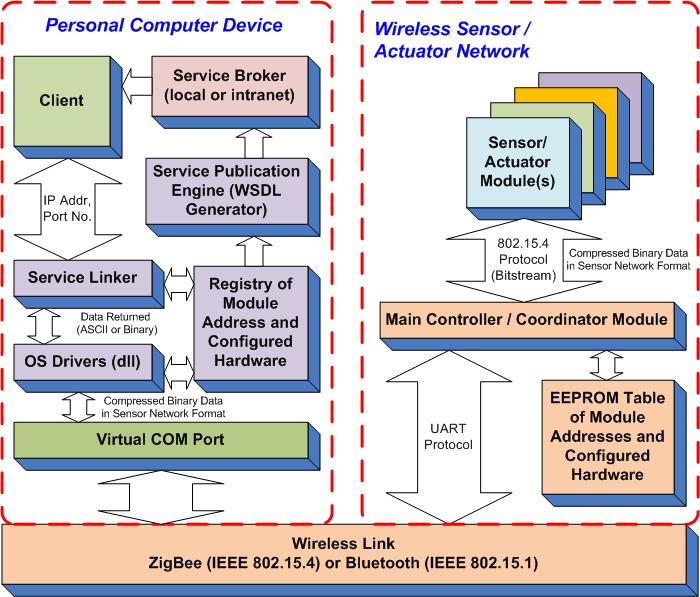 Personal Computer Device
Client
Service Broker
(local or intranet)
Service Publication
Engine (WSDL
Generator)
IP Addr,
Port No.
Service Linker
Registry of
Module
Address and
Configured
Hardware
Data Returned
(ASCII or Binary)
OS Drivers (dll)
Compressed Binary Data
in Sensor Network Format
Virtual COM Port
Wireless Sensor /
Actuator Network
Sensor/
Actuator
Module(s)
802.15.4
Protocol
(Bitstream)
Compressed Binary Data
in Sensor Network Format
Main Controller / Coordinator Module
UART
Protocol
EEPROM Table
of Module
Addresses and
Configured
Hardware
Wireless Link
ZigBee (IEEE 802.15.4) or Bluetooth (IEEE 802.15.1)